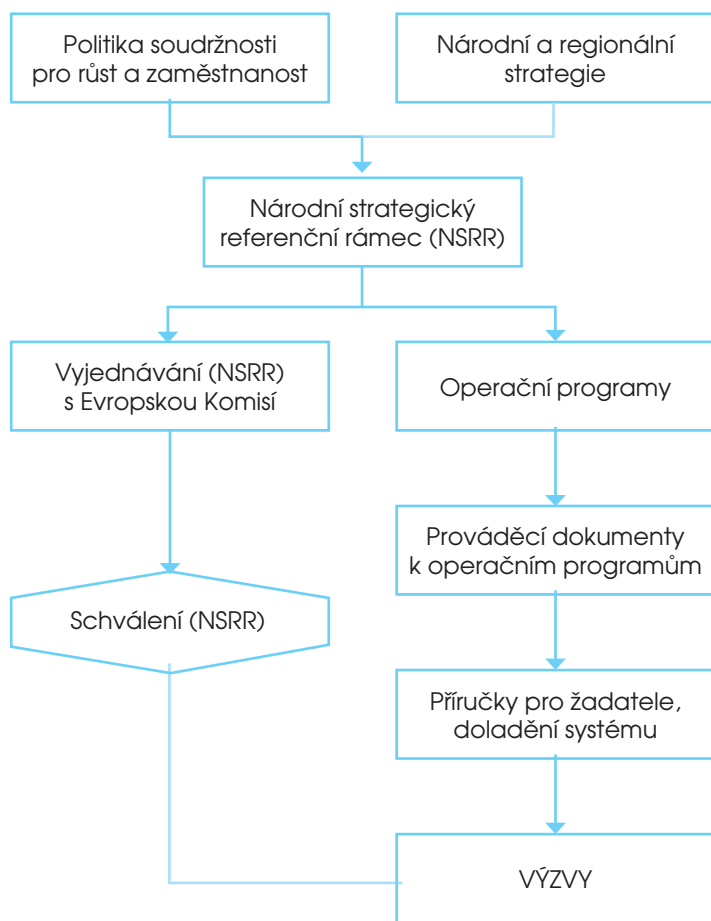 Politika soudržnosti
pro růst a zaměstnanost
Národní a regionální
strategie
Národní strategický
referenční rámec (NSRR)
Vyjednávání (NSRR)
s Evropskou Komisí
Operační programy
Prováděcí dokumenty
k operačním programům
Schválení (NSRR)
Příručky pro žadatele,
doladění systému
VÝZVY